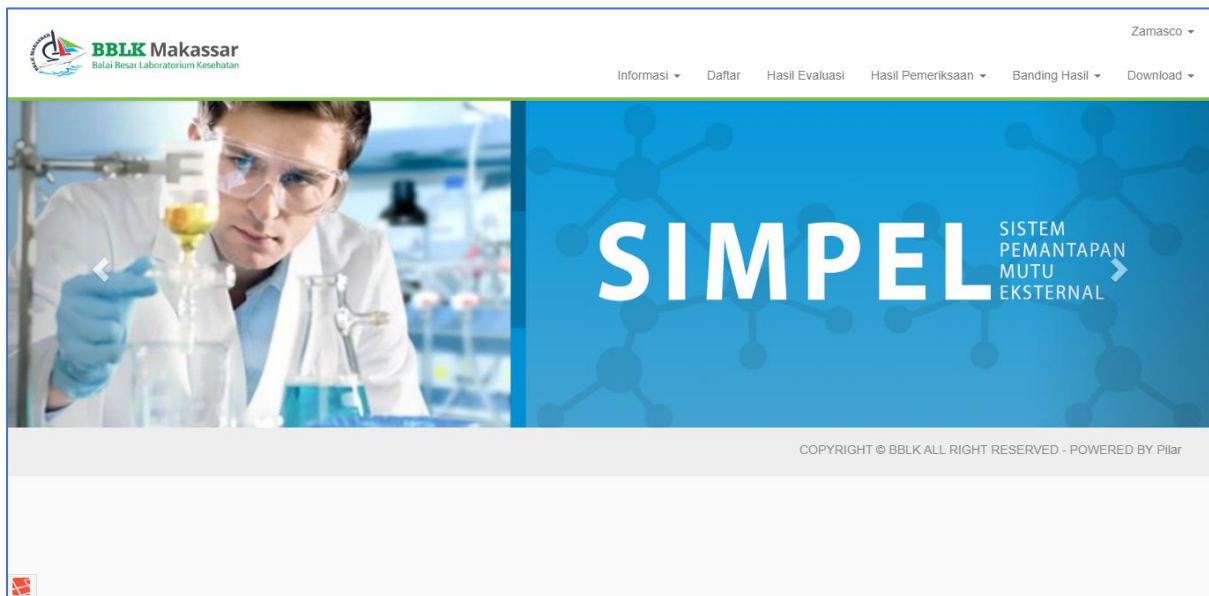 Zamasco
BBLK Makassar
Balai Besar Laboratorium Kesehatan
Informasi Daftar Hasil Evaluasi Hasil Pemeriksaan Banding Hasil Download
SIMPEL
SISTEM
PEMANTAPAN
MUTU
EKSTERNAL
COPYRIGHT © BBLK ALL RIGHT RESERVED - POWERED BY Pilar